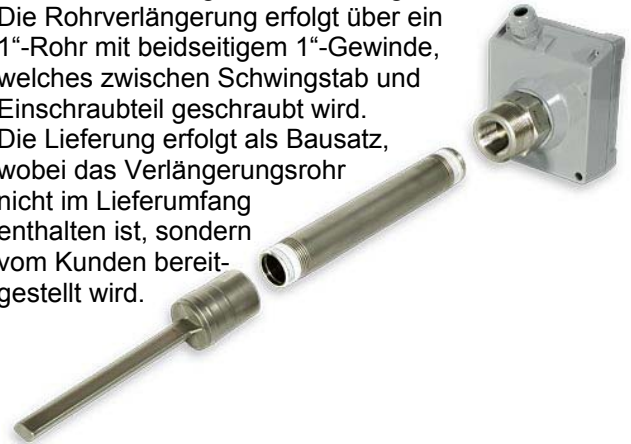 Die Rohrverlängerung erfolgt über ein
1“-Rohr mit beidseitigem 1“-Gewinde,
welches zwischen Schwingstab und
Einschraubteil geschraubt wird.
Die Lieferung erfolgt als Bausatz,
wobei das Verlängerungsrohr
nicht im Lieferumfang
enthalten ist, sondern
vom Kunden bereit-
gestellt wird.